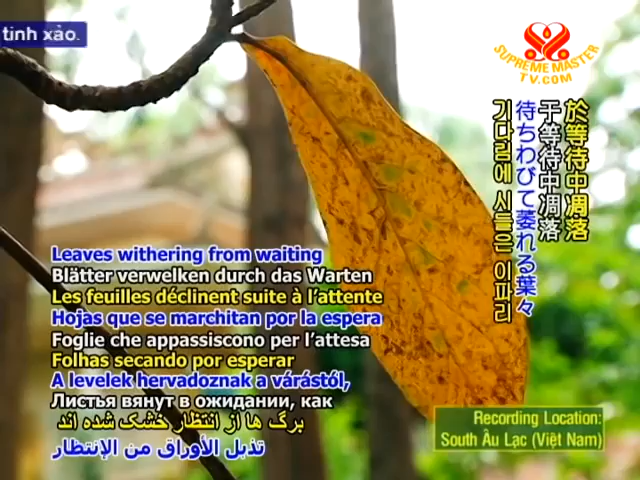 tinh xảo.
SUPREME MASTER
TV.COM
於等待中凋落
于等待中凋落
待ちわびて萎れる葉々
기다림에 시들은 이파리
Leaves withering from waiting
Blätter verwelken durch das Warten
Les feuilles déclinent suite à l'attente
Hojas que se marchitan por la espera
Foglie che appassiscono per l'attesa
Folhas secando por esperar
A levelek hervadoznak a várástól,
Листья вянут в ожидании, как
برگ ها از انتظار خشک شده اند
تذبل الأوراق من الإنتظار
Recording Location:
South Âu Lạc (Việt Nam)